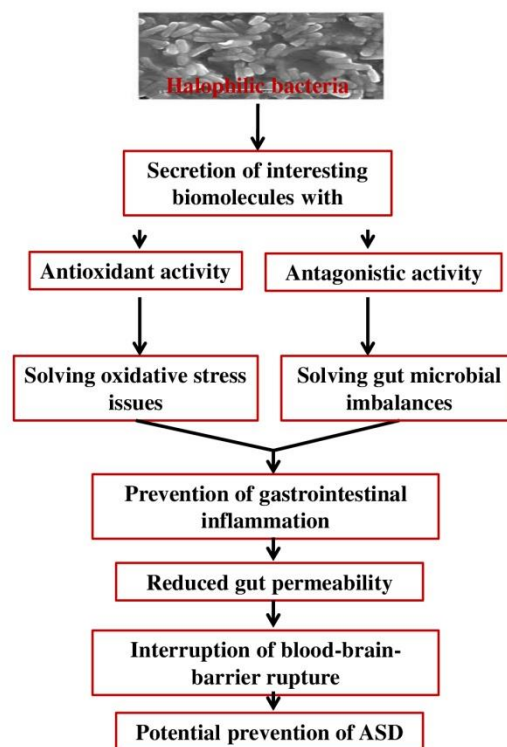 Halophilic bacteria
Secretion of interesting
biomolecules with
Antioxidant activity
Antagonistic activity
Solving oxidative stress
issues
Solving gut microbial
imbalances
Prevention of gastrointestinal
inflammation
Reduced gut permeability
Interruption of blood-brain-
barrier rupture
Potential prevention of ASD